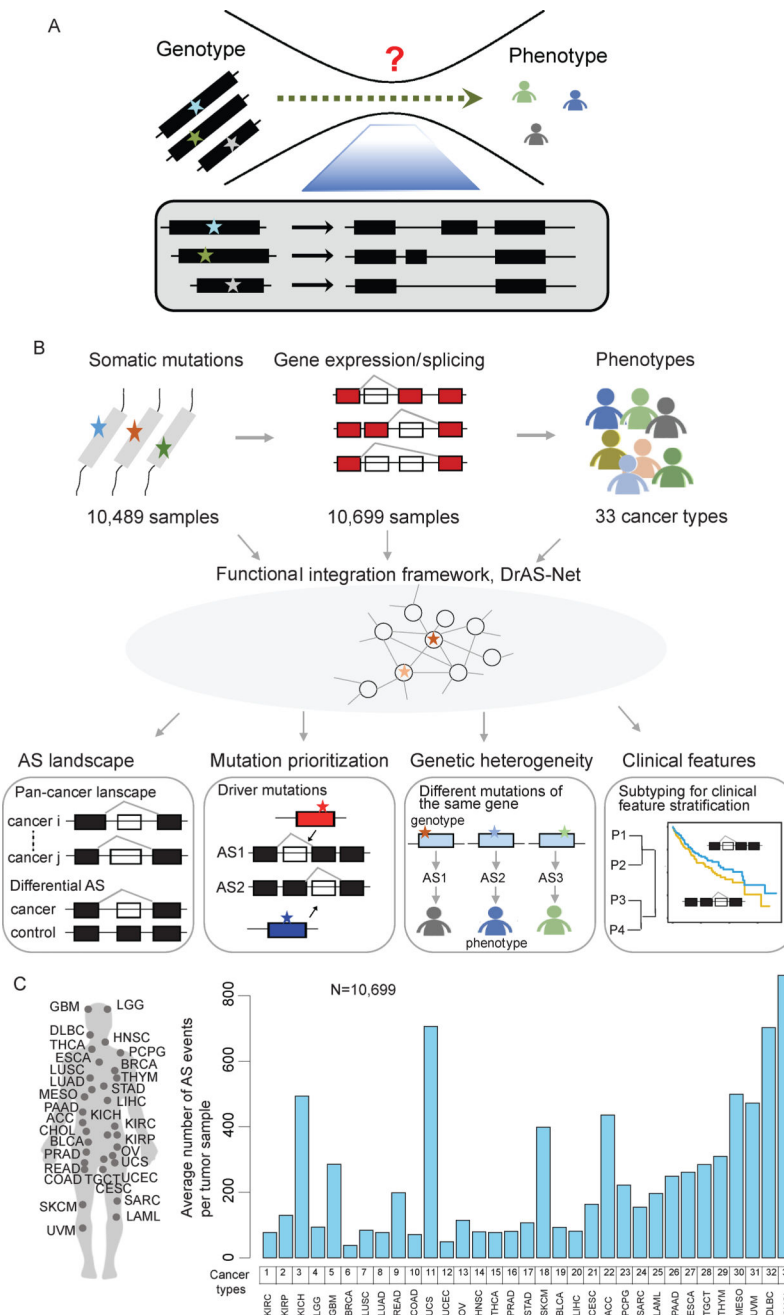 A
Genotype
?
Phenotype
B
Somatic mutations
Gene expression/splicing
Phenotypes
10,489 samples
10,699 samples
33 cancer types
Functional integration framework, DrAS-Net
AS landscape
Mutation prioritization
Genetic heterogeneity
Clinical features
Pan-cancer lanscape
cancer i
cancer j
Differential AS
cancer
control
Driver mutations
AS1
AS2
Different mutations of
the same gene
genotype
AS1 AS2 AS3
phenotype
Subtyping for clinical
feature stratification
P1
P2
P3
P4
C
GBM
LGG
DLBC
HNSC
THCA
PCPG
ESCA
BRCA
LUSC
THYM
LUAD
STAD
MESO
LIHC
PAAD
KICH
ACC
KIRC
CHOL
KIRP
BLCA
OV
PRAD
UCS
READ
UCEC
COAD
TGCT
CESC
SARC
SKCM
LAML
UVM
N=10,699
Average number of AS events
per tumor sample
800
600
400
200
0
Cancer
types
1 2 3 4 5 6 7 8 9 10 11 12 13 14 15 16 17 18 19 20 21 22 23 24 25 26 27 28 29 30 31 32
KIRC KIRP KICH LGG GBM BRCA LUSC LUAD READ COAD UCS UCEC OV HNSC THCA PRAD STAD SKCM BLCA LIHC CESC ACC PCPG SARC LAML PAAD ESCA TGCT THYM MESO UVM DLBC